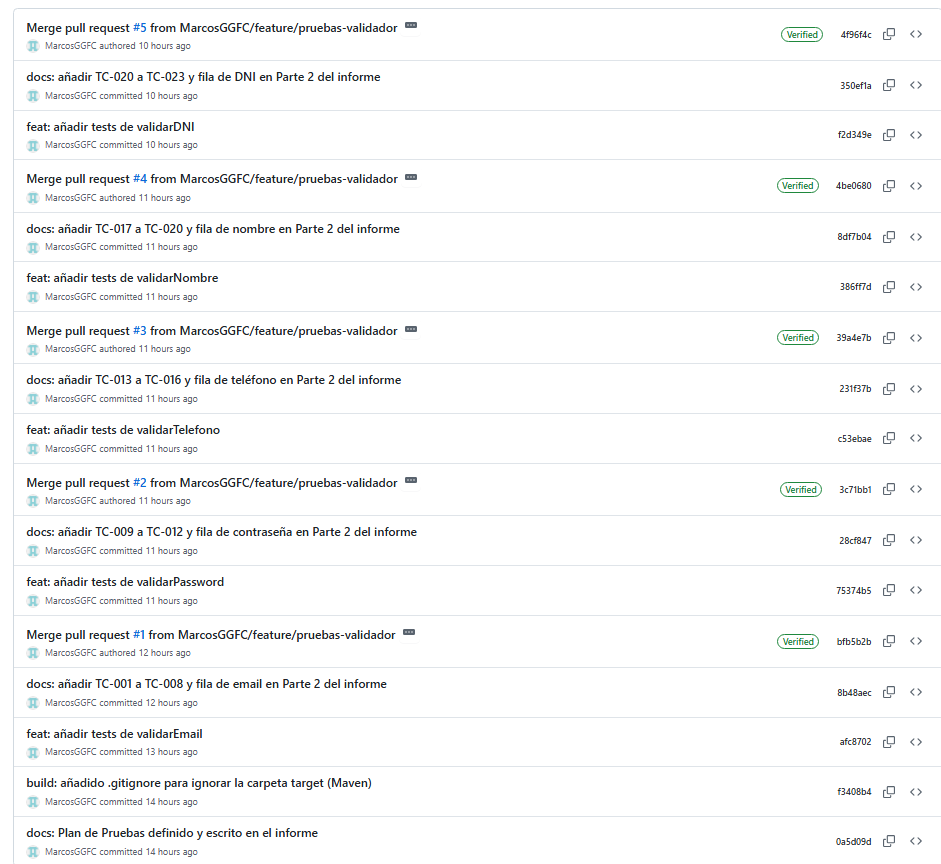 Merge pull request #5 from MarcosGGFC/feature/pruebas-validador
MarcosGGFC authored 10 hours ago
Verified 4f96f4c
docs: añadir TC-020 a TC-023 y fila de DNI en Parte 2 del informe
MarcosGGFC committed 10 hours ago
350ef1a
feat: añadir tests de validarDNI
MarcosGGFC committed 10 hours ago
f2d349e
Merge pull request #4 from MarcosGGFC/feature/pruebas-validador
MarcosGGFC authored 11 hours ago
Verified 4be0680
docs: añadir TC-017 a TC-020 y fila de nombre en Parte 2 del informe
MarcosGGFC committed 11 hours ago
8df7b04
feat: añadir tests de validarNombre
MarcosGGFC committed 11 hours ago
386ff7d
Merge pull request #3 from MarcosGGFC/feature/pruebas-validador
MarcosGGFC authored 11 hours ago
Verified 39a4e7b
docs: añadir TC-013 a TC-016 y fila de teléfono en Parte 2 del informe
MarcosGGFC committed 11 hours ago
231f37b
feat: añadir tests de validarTelefono
MarcosGGFC committed 11 hours ago
c53ebae
Merge pull request #2 from MarcosGGFC/feature/pruebas-validador
MarcosGGFC authored 11 hours ago
Verified 3c71bb1
docs: añadir TC-009 a TC-012 y fila de contraseña en Parte 2 del informe
MarcosGGFC committed 11 hours ago
28cf847
feat: añadir tests de validarPassword
MarcosGGFC committed 11 hours ago
75374b5
Merge pull request #1 from MarcosGGFC/feature/pruebas-validador
MarcosGGFC authored 12 hours ago
Verified bfb5b2b
docs: añadir TC-001 a TC-008 y fila de email en Parte 2 del informe
MarcosGGFC committed 12 hours ago
8b48aec
feat: añadir tests de validarEmail
MarcosGGFC committed 13 hours ago
afc8702
build: añadido .gitignore para ignorar la carpeta target (Maven)
MarcosGGFC committed 14 hours ago
f3408b4
docs: Plan de Pruebas definido y escrito en el informe
MarcosGGFC committed 14 hours ago
0a5d09d